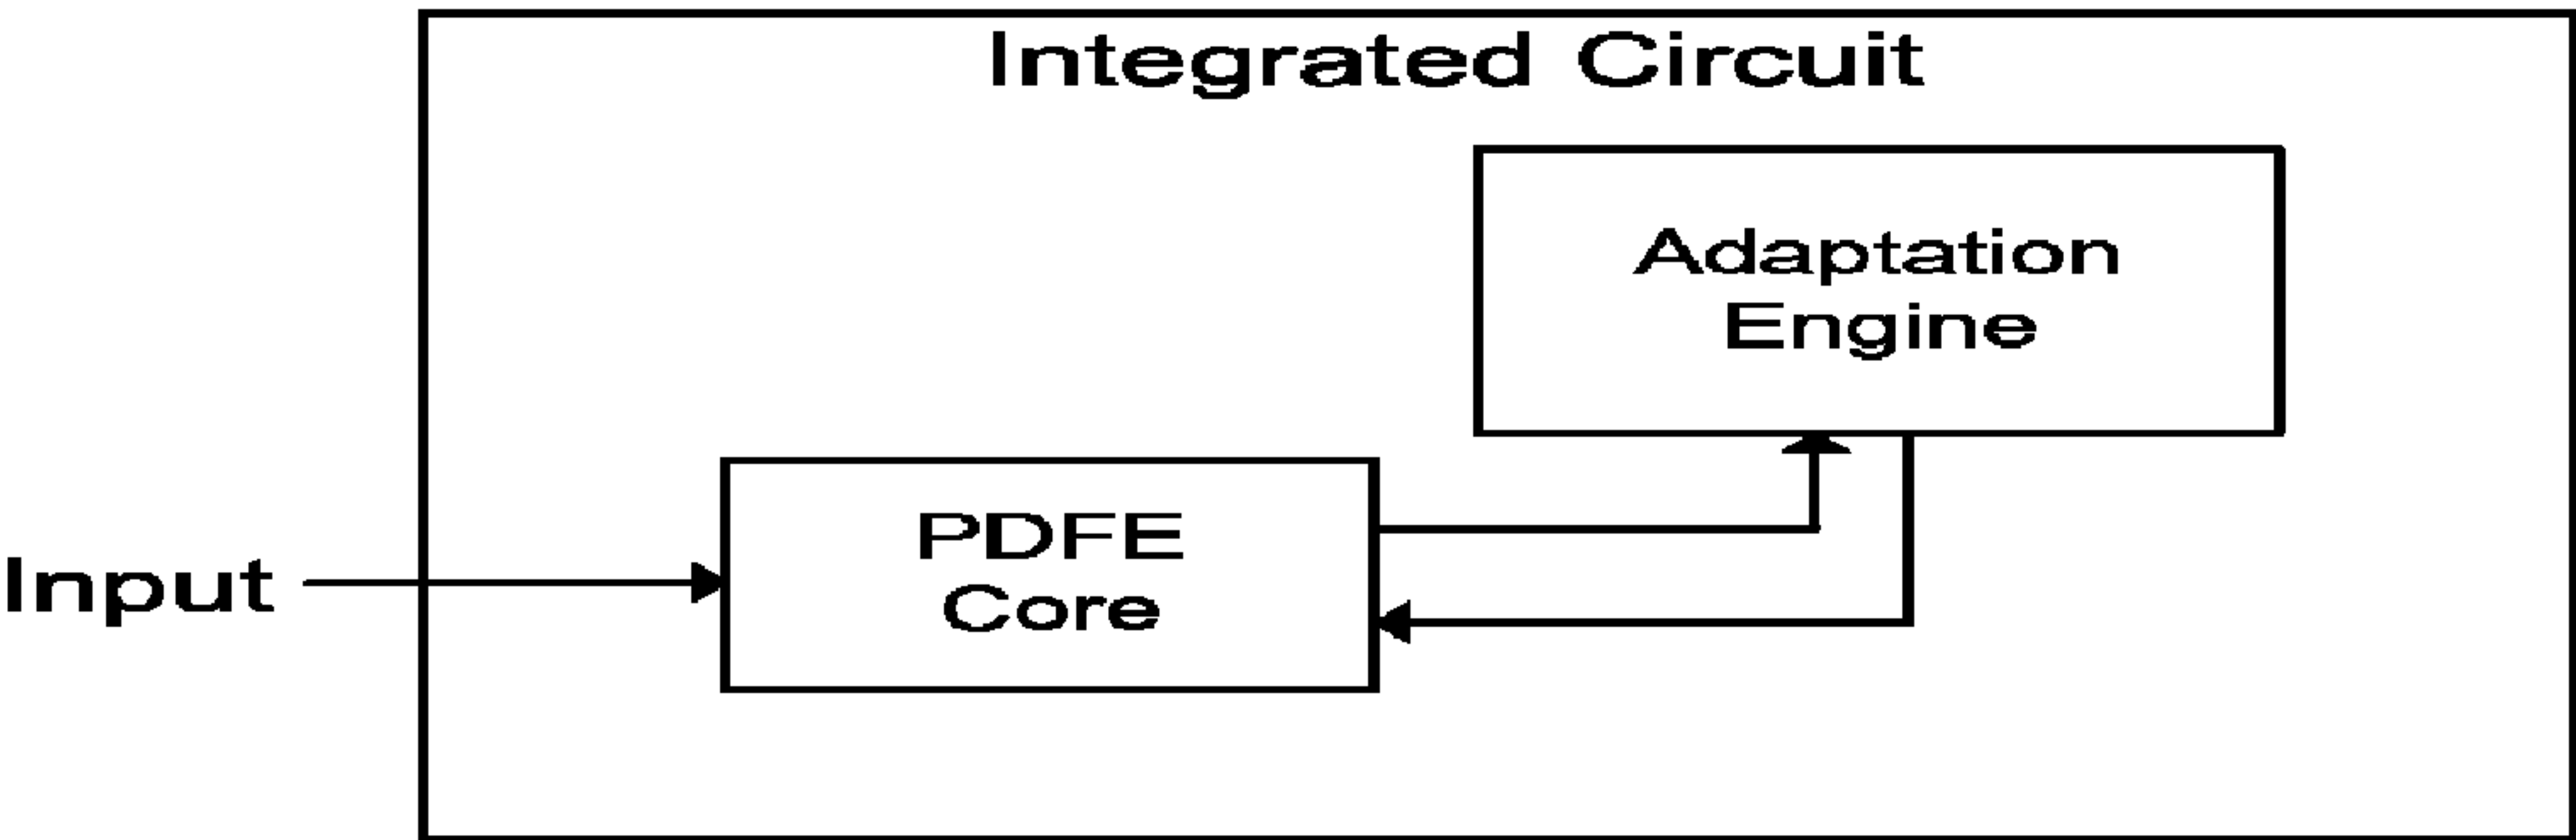 Integrated Circuit
Adaptation
Engine
PDFE
Core
Input